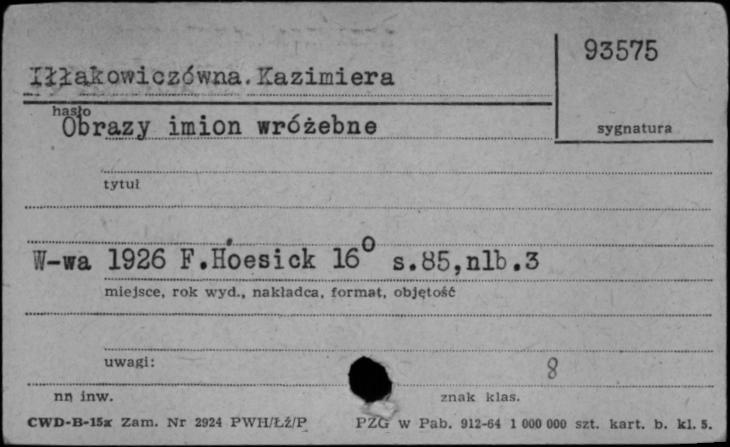 93575
Iłłąkowiczówna.Kazimiera
hasło
Obrazy imion wróżebne
sygnatura
tytuł
W-wa 1926 F.Hoesick 16° s.85,nlb.3
miejsce, rok wyd., nakładca, format, objętość
uwagi:
8
nn inw.
znak klas.
CWD-B-15x Zam. Nr 2924 PWH/Łź/P PZG w Pab. 912-64 1 000 000 szt. kart. b. kl. 5.